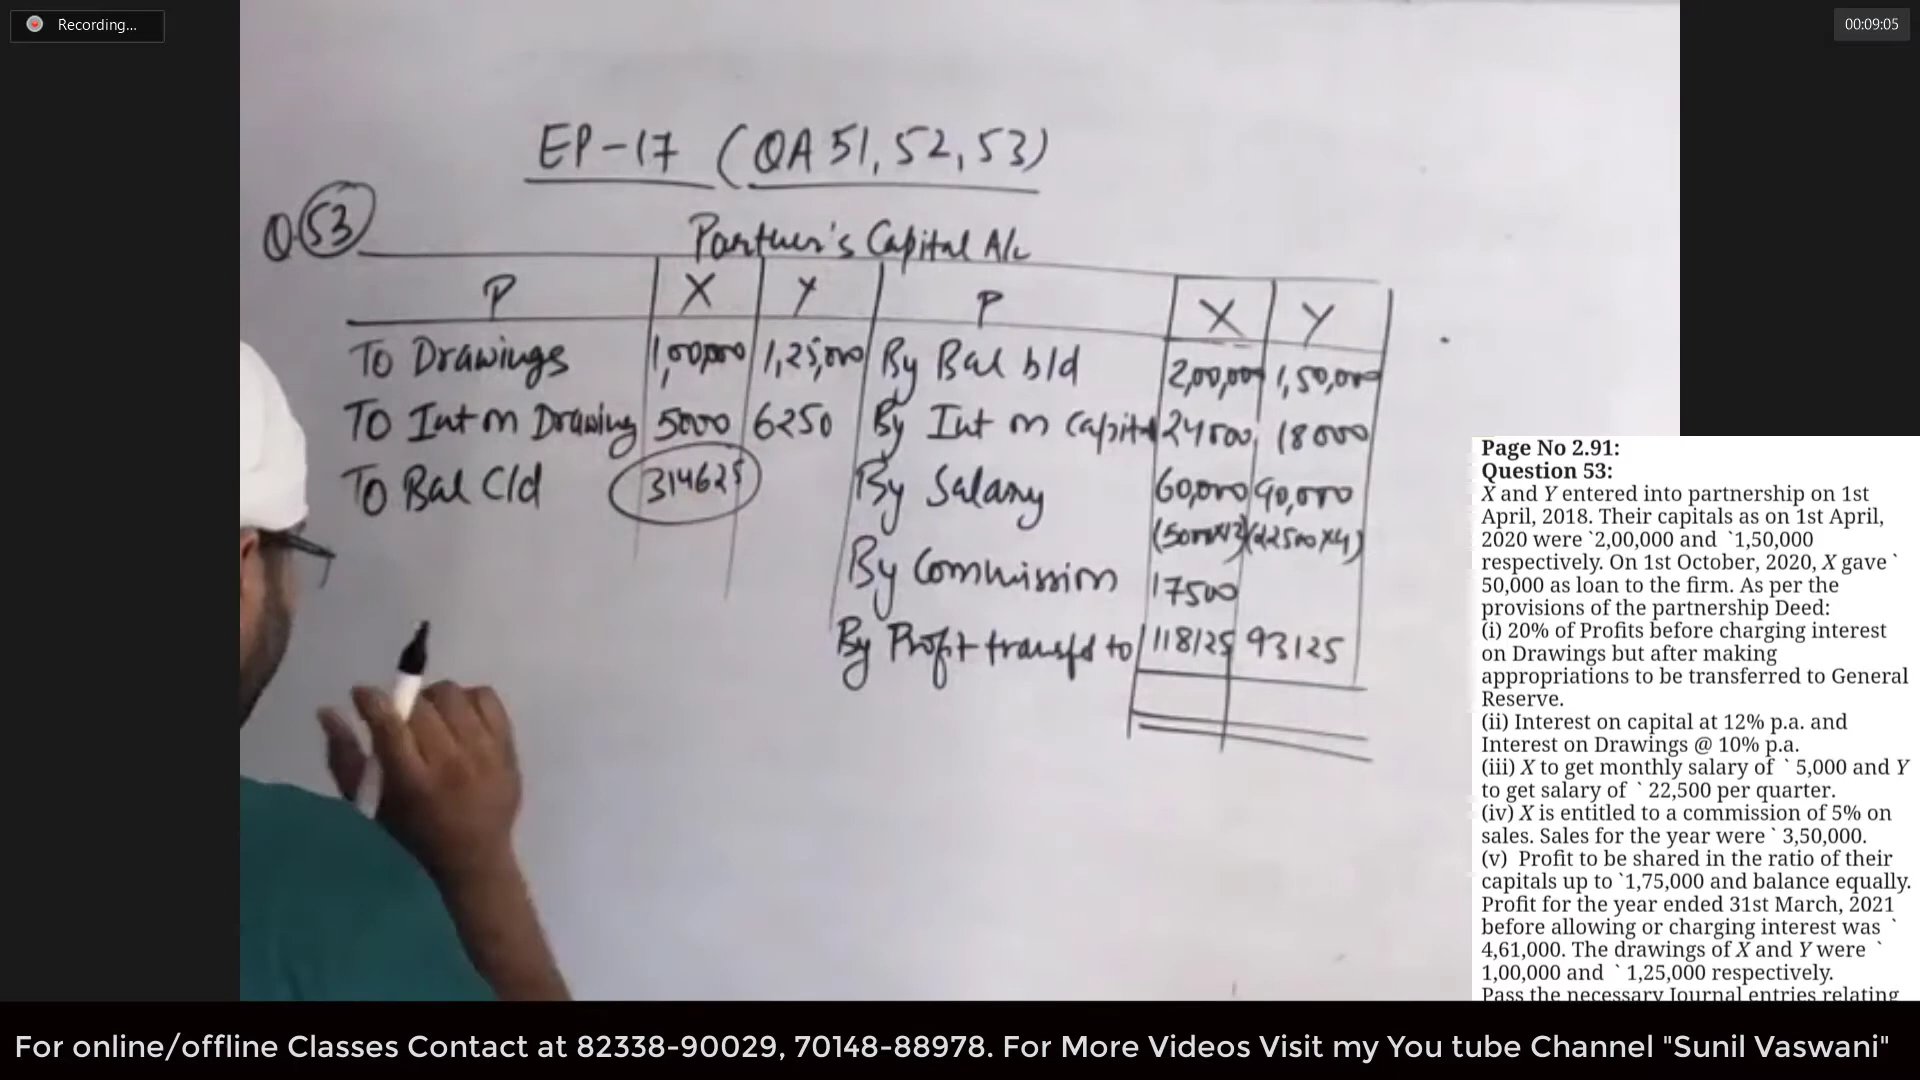 Recording...
00:09:05
EP-17 (QA 51, 52, 53)
Q 53
Partner's Capital A/c
P X Y P X Y
To Drawings 1,00,000 1,25,000 By Bal b/d 2,00,000 1,50,000
To Int on Drawing 5000 6250 By Int on Capital 24000 18000
To Bal C/d 314625 By Salary 60,000 90,000
(5000x12) (22500x4)
By Commission 17500
By Profit transfd to 118125 93125
Page No 2.91:
Question 53:
X and Y entered into partnership on 1st
April, 2018. Their capitals as on 1st April,
2020 were `2,00,000 and `1,50,000
respectively. On 1st October, 2020, X gave `
50,000 as loan to the firm. As per the
provisions of the partnership Deed:
(i) 20% of Profits before charging interest
on Drawings but after making
appropriations to be transferred to General
Reserve.
(ii) Interest on capital at 12% p.a. and
Interest on Drawings @ 10% p.a.
(iii) X to get monthly salary of ` 5,000 and Y
to get salary of ` 22,500 per quarter.
(iv) X is entitled to a commission of 5% on
sales. Sales for the year were ` 3,50,000.
(v) Profit to be shared in the ratio of their
capitals up to `1,75,000 and balance equally.
Profit for the year ended 31st March, 2021
before allowing or charging interest was `
4,61,000. The drawings of X and Y were `
1,00,000 and ` 1,25,000 respectively.
Pass the necessary Journal entries relating
For online/offline Classes Contact at 82338-90029, 70148-88978. For More Videos Visit my You tube Channel "Sunil Vaswani"